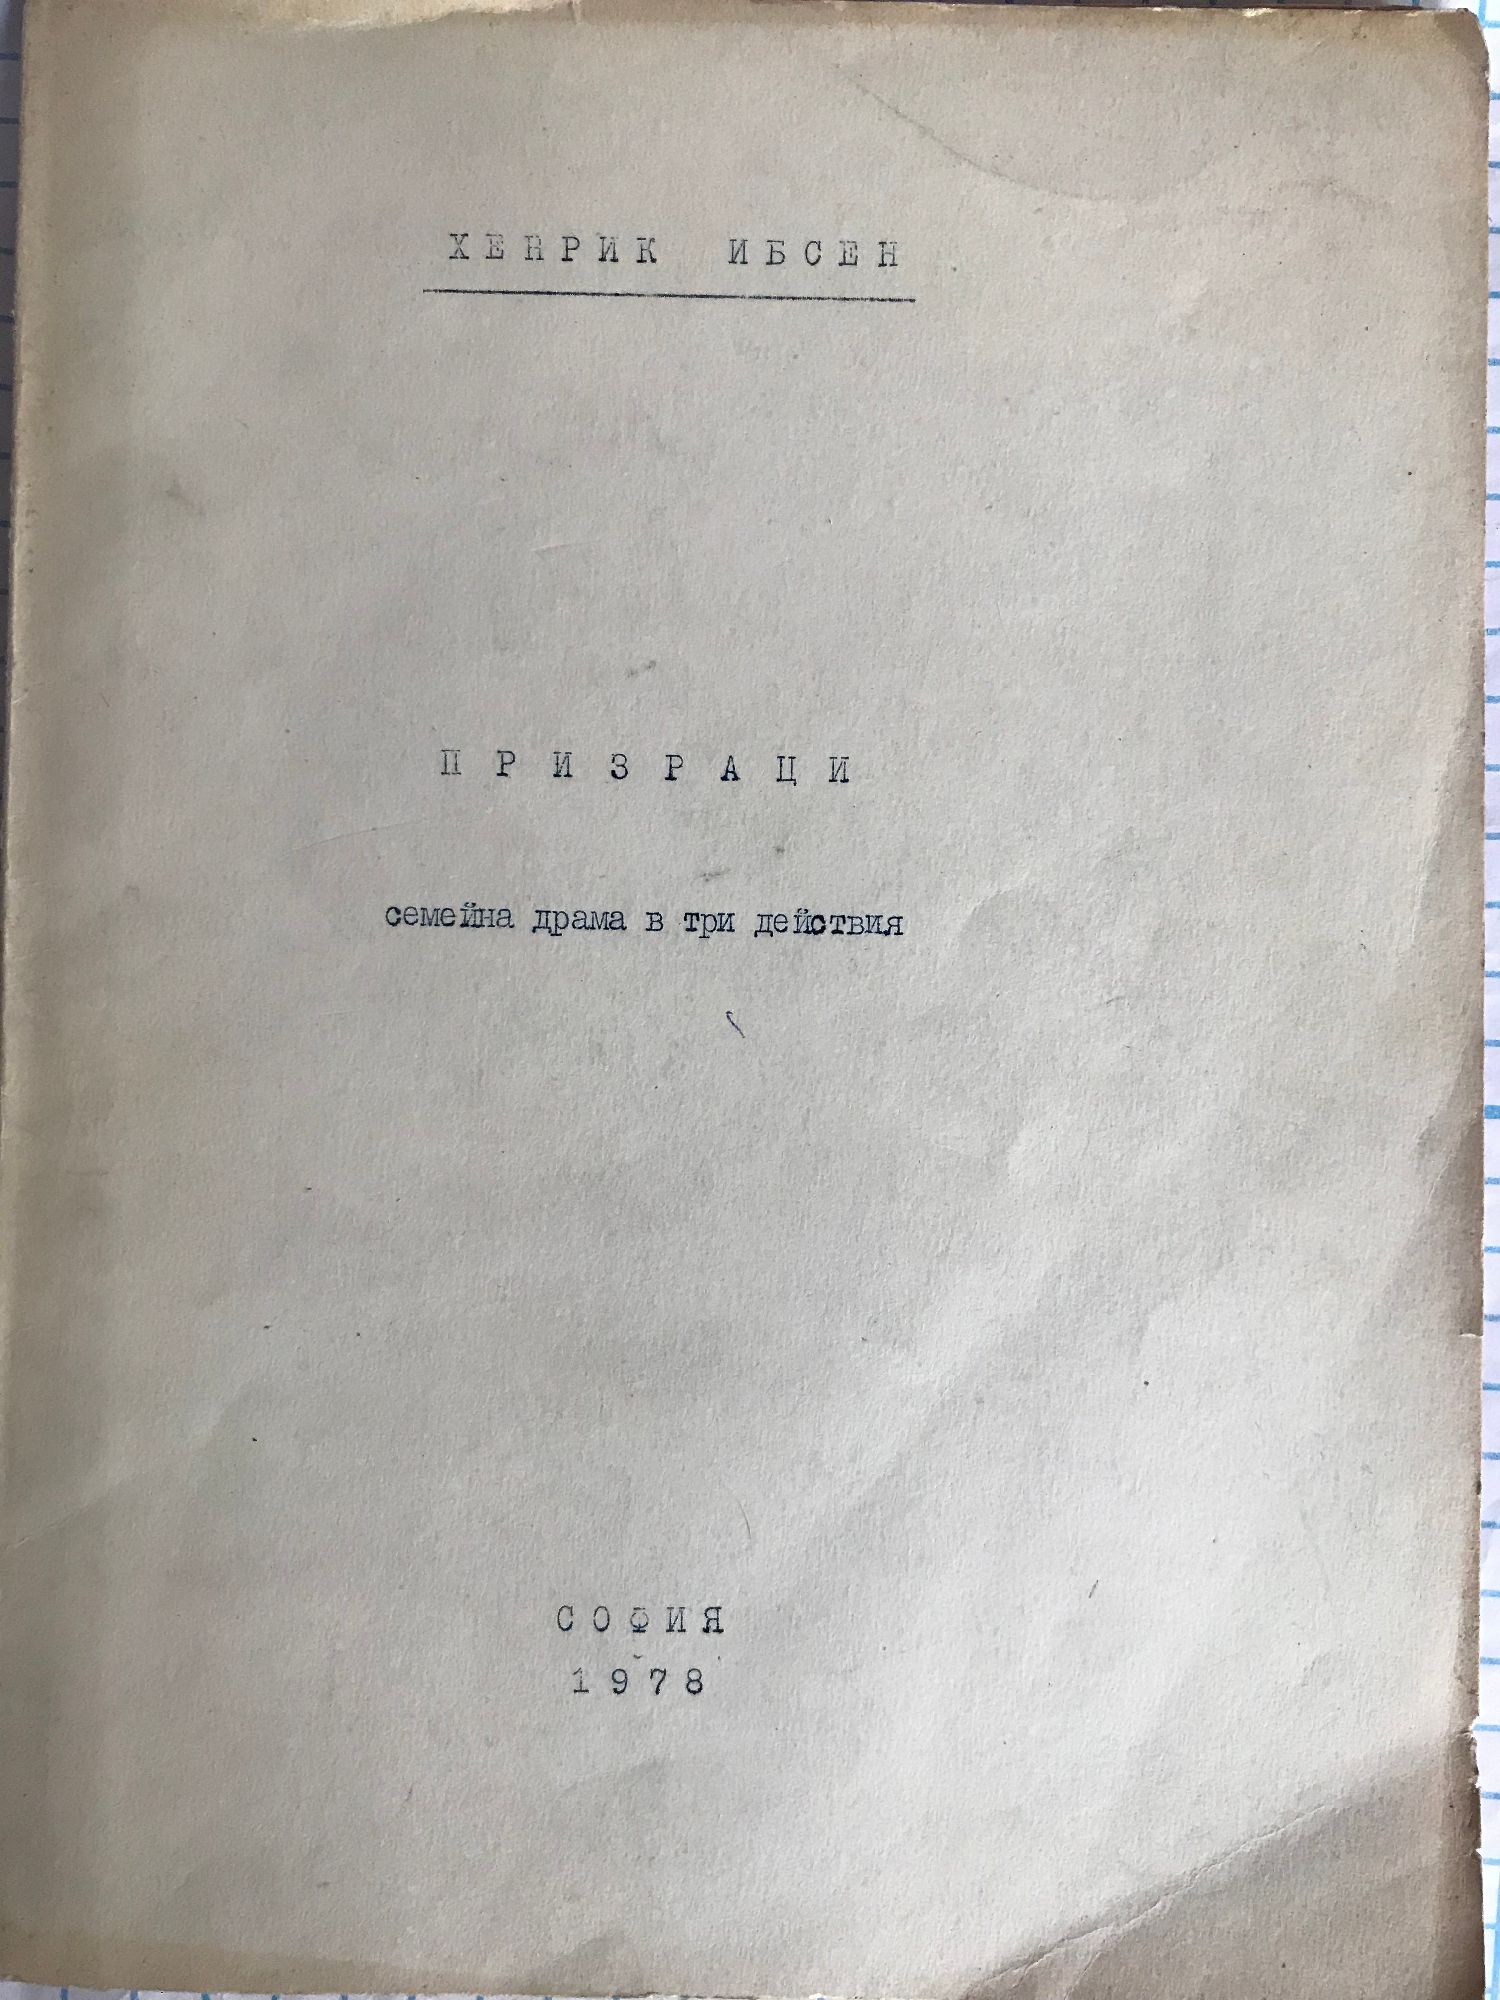 ХЕНРИК ИБСЕН
ПРИЗРАЦИ
семейна драма в три действия
СОФИЯ
1978